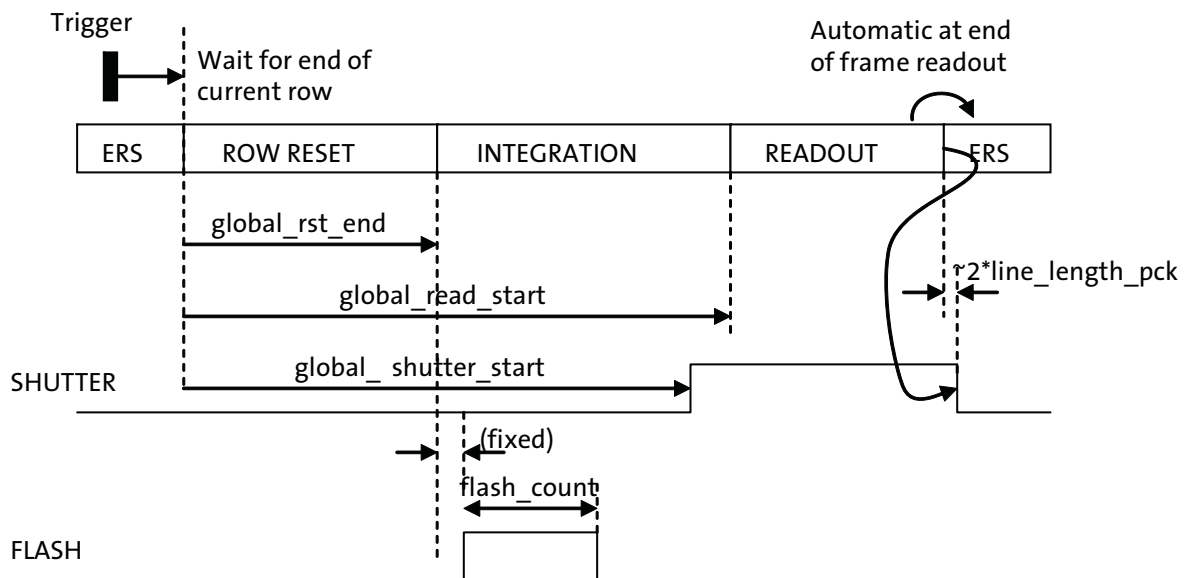 Trigger
Wait for end of
current row
Automatic at end
of frame readout
ERS
ROW RESET
INTEGRATION
READOUT
ERS
global_rst_end
~2*line_length_pck
global_read_start
global_ shutter_start
SHUTTER
(fixed)
flash_count
FLASH